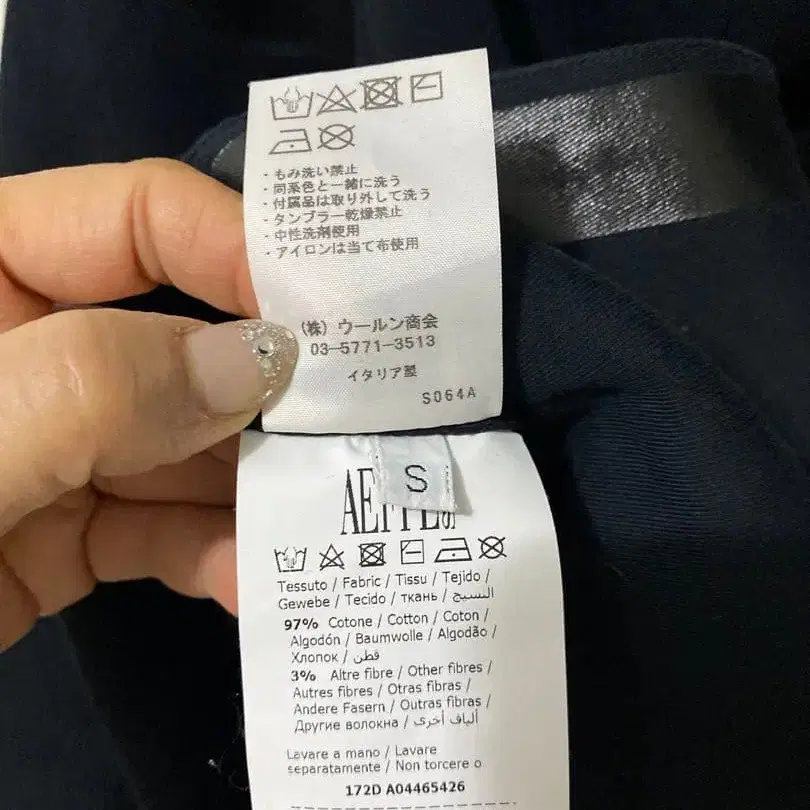 ・もみ洗い禁止
・同系色と一緒に洗う
・付属品は取り外して洗う
・タンブラー乾燥禁止
・中性洗剤使用
・アイロンは当て布使用
(株) ウールン商会
03-5771-3513
イタリア製
S064A
S
AEFFE
Tessuto / Fabric / Tissu / Tejido /
Gewebe / Tecido / ткань / النسيج
97% Cotone / Cotton / Coton /
Algodón / Baumwolle / Algodão /
Хлопок / قطن
3% Altre fibre / Other fibres /
Autres fibres / Otras fibras /
Andere Fasern / Outras fibras /
Другие волокна / ألياف أخرى
Lavare a mano / Lavare
separatamente / Non torcere o
172D A04465426